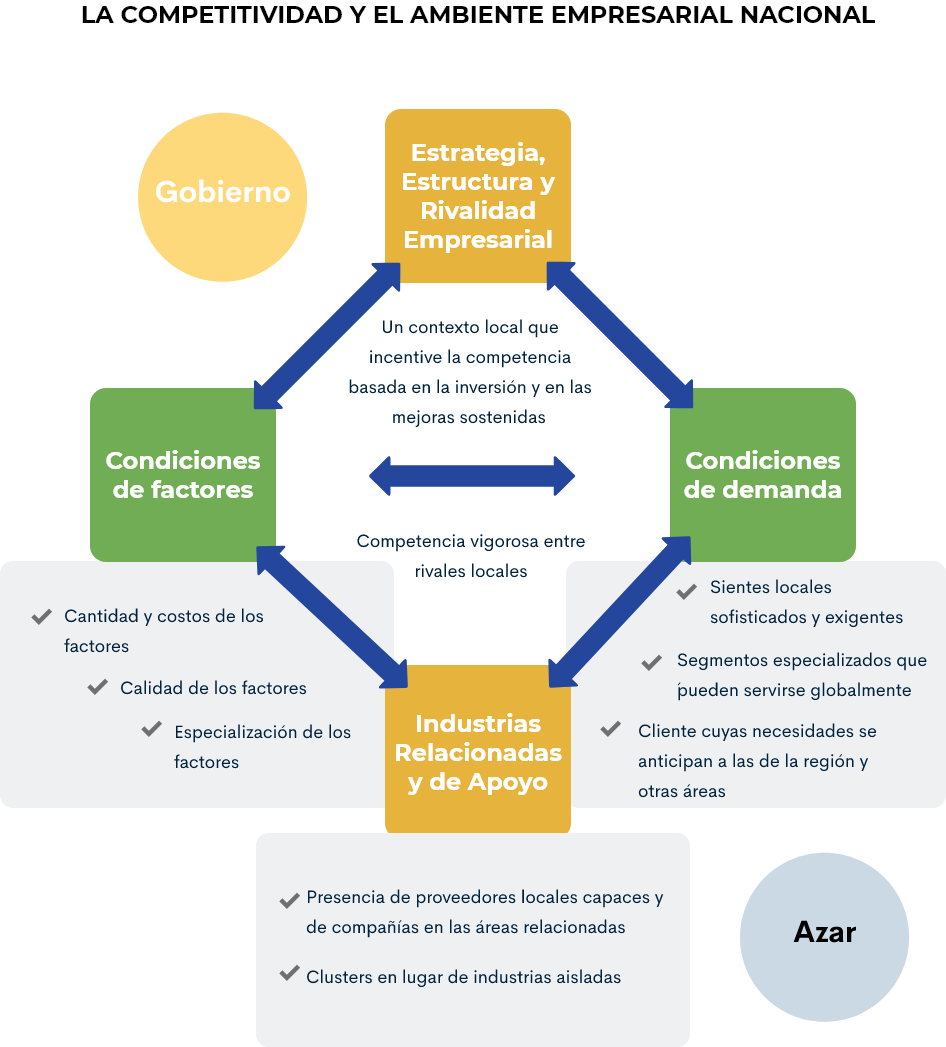 LA COMPETITIVIDAD Y EL AMBIENTE EMPRESARIAL NACIONAL
Gobierno
Estrategia,
Estructura y
Rivalidad
Empresarial
Un contexto local que
incentive la competencia
basada en la inversión y en las
mejoras sostenidas
Condiciones
de factores
Condiciones
de demanda
Competencia vigorosa entre
rivales locales
Cantidad y costos de los
factores
Calidad de los factores
Especialización de los
factores
Sientes locales
sofisticados y exigentes
Segmentos especializados que
pueden servirse globalmente
Cliente cuyas necesidades se
anticipan a las de la región y
otras áreas
Industrias
Relacionadas
y de Apoyo
Presencia de proveedores locales capaces y
de compañías en las áreas relacionadas
Clusters en lugar de industrias aisladas
Azar